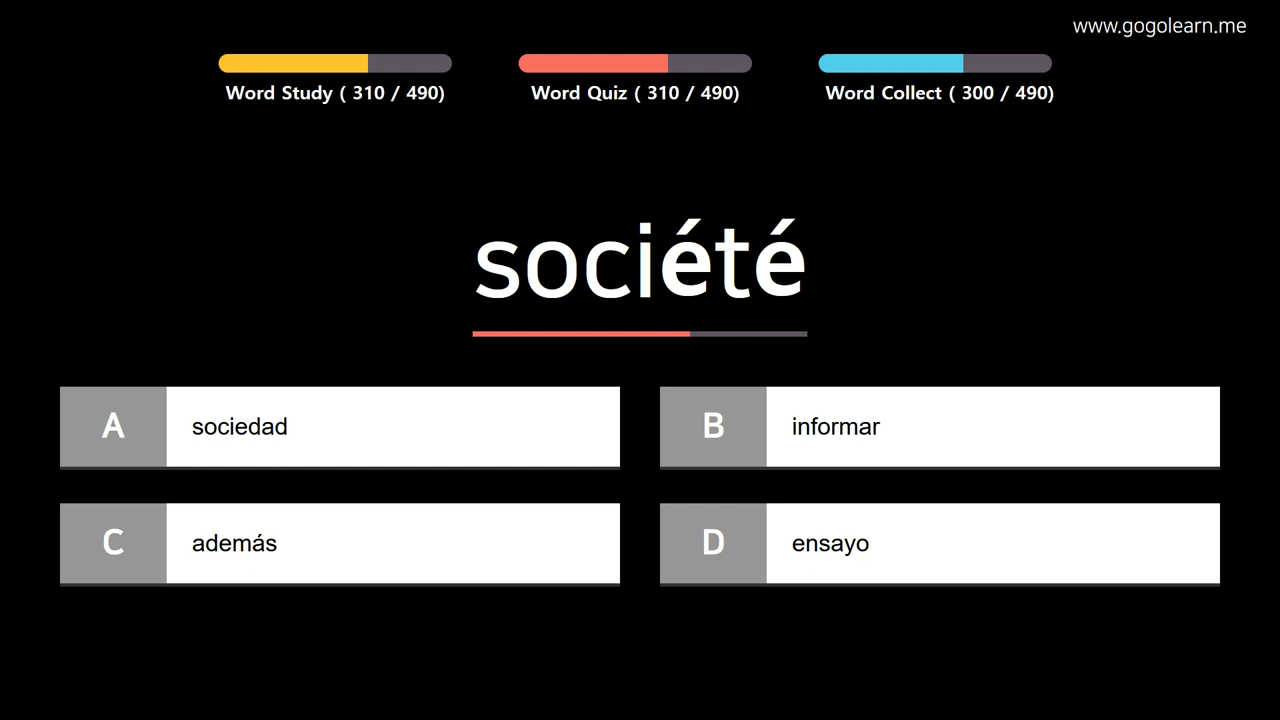 www.gogolearn.me
Word Study ( 310 / 490)
Word Quiz ( 310 / 490)
Word Collect ( 300 / 490)
société
A sociedad
B informar
C además
D ensayo